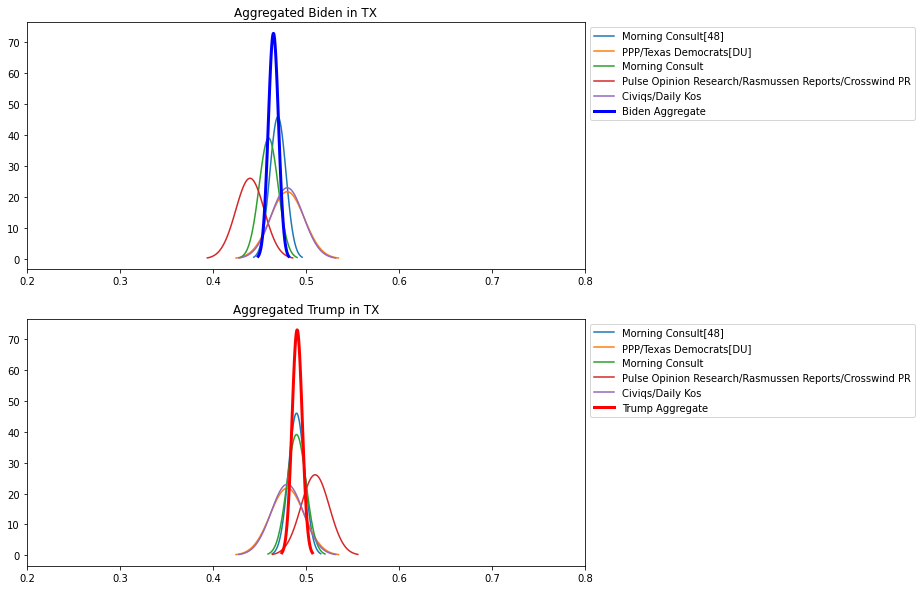 Aggregated Biden in TX
70
60
50
40
30
20
10
0
0.2 0.3 0.4 0.5 0.6 0.7 0.8
Morning Consult[48]
PPP/Texas Democrats[DU]
Morning Consult
Pulse Opinion Research/Rasmussen Reports/Crosswind PR
Civiqs/Daily Kos
Biden Aggregate
Aggregated Trump in TX
70
60
50
40
30
20
10
0
0.2 0.3 0.4 0.5 0.6 0.7 0.8
Morning Consult[48]
PPP/Texas Democrats[DU]
Morning Consult
Pulse Opinion Research/Rasmussen Reports/Crosswind PR
Civiqs/Daily Kos
Trump Aggregate